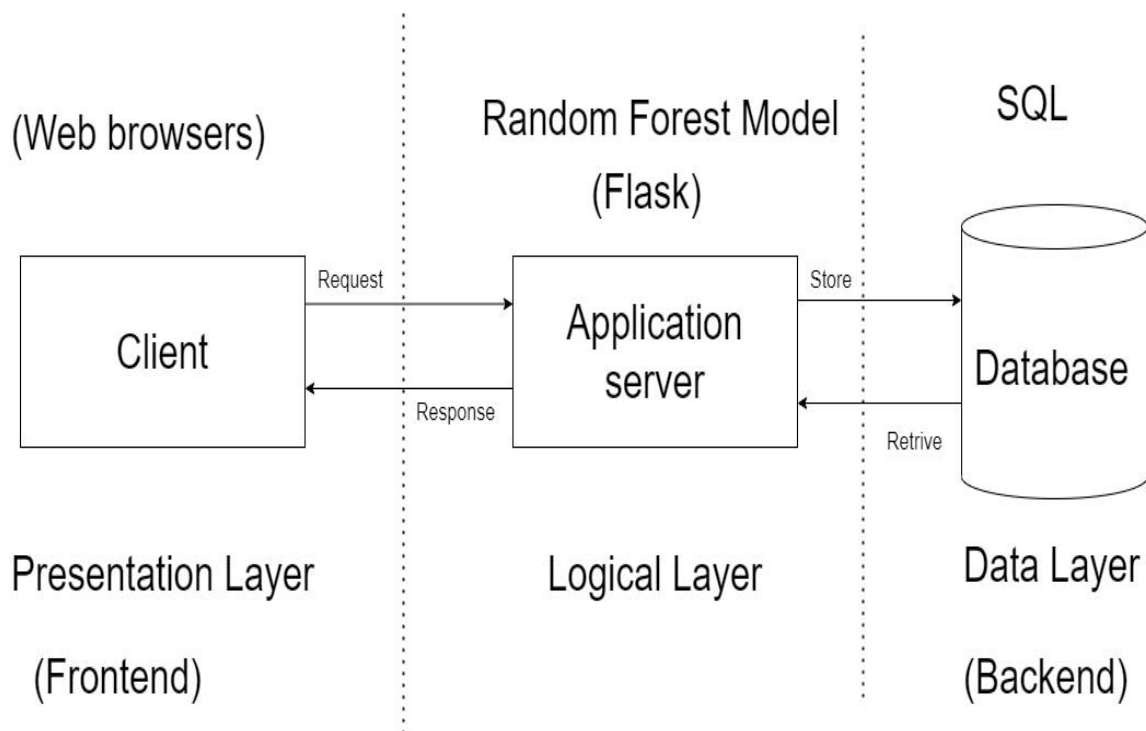 (Web browsers)
Random Forest Model
(Flask)
SQL
Client
Request
Response
Application
server
Store
Retrive
Database
Presentation Layer
(Frontend)
Logical Layer
Data Layer
(Backend)